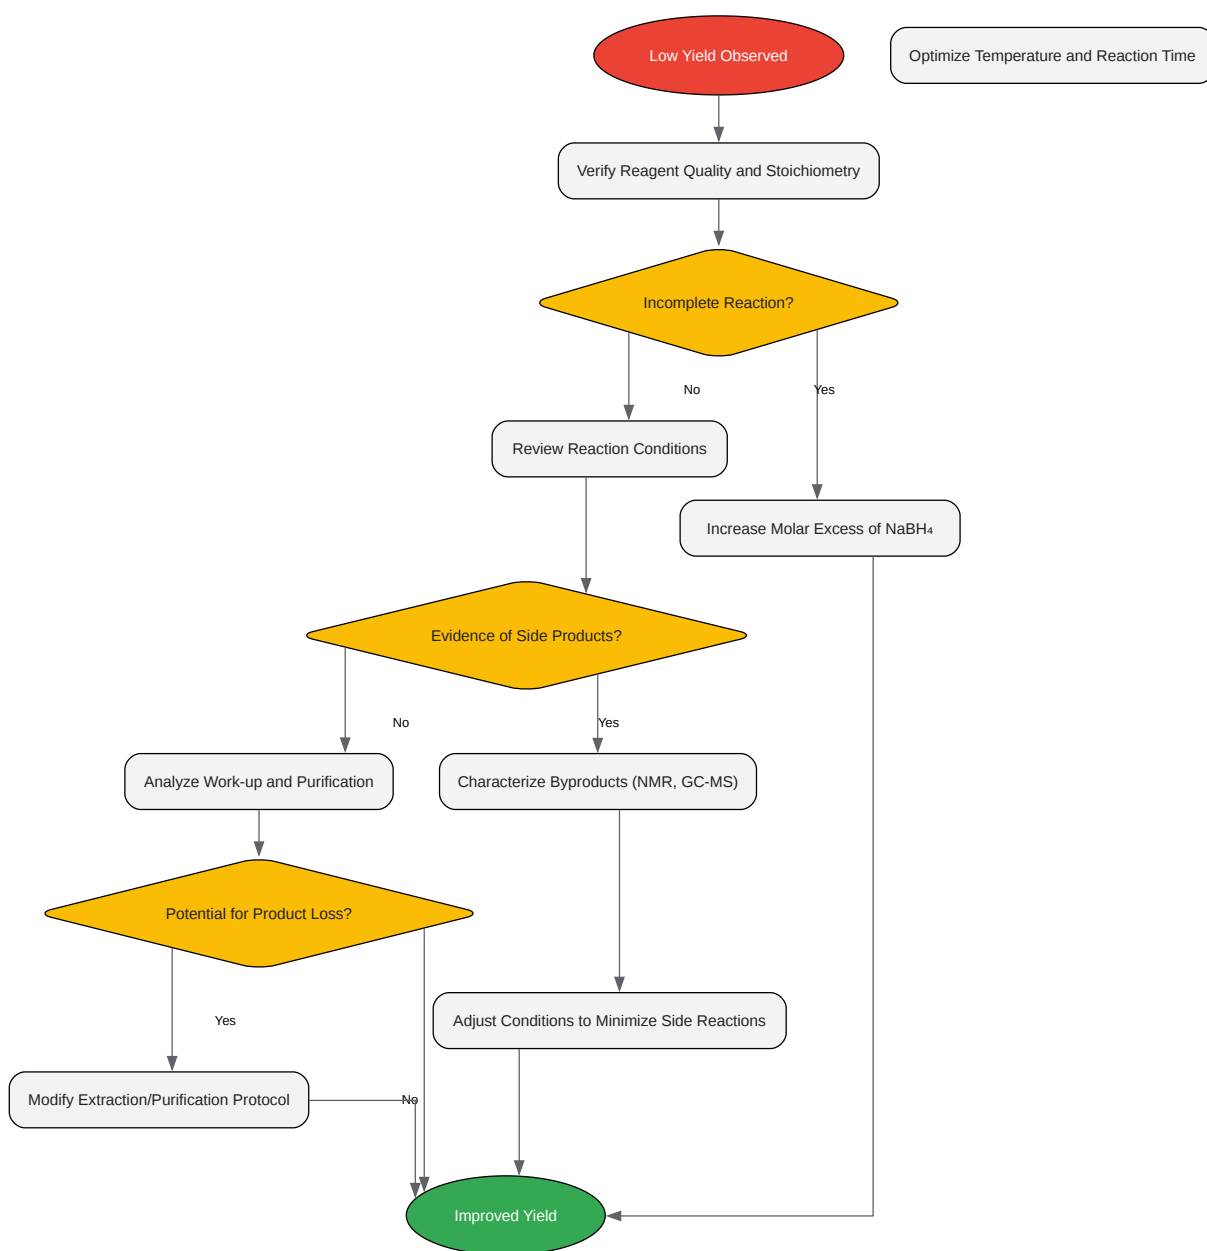 Low Yield Observed
Optimize Temperature and Reaction Time
Verify Reagent Quality and Stoichiometry
Incomplete Reaction?
No
Yes
Review Reaction Conditions
Increase Molar Excess of NaBH₄
Evidence of Side Products?
No
Yes
Analyze Work-up and Purification
Characterize Byproducts (NMR, GC-MS)
Potential for Product Loss?
Yes
Adjust Conditions to Minimize Side Reactions
Modify Extraction/Purification Protocol
No
Improved Yield